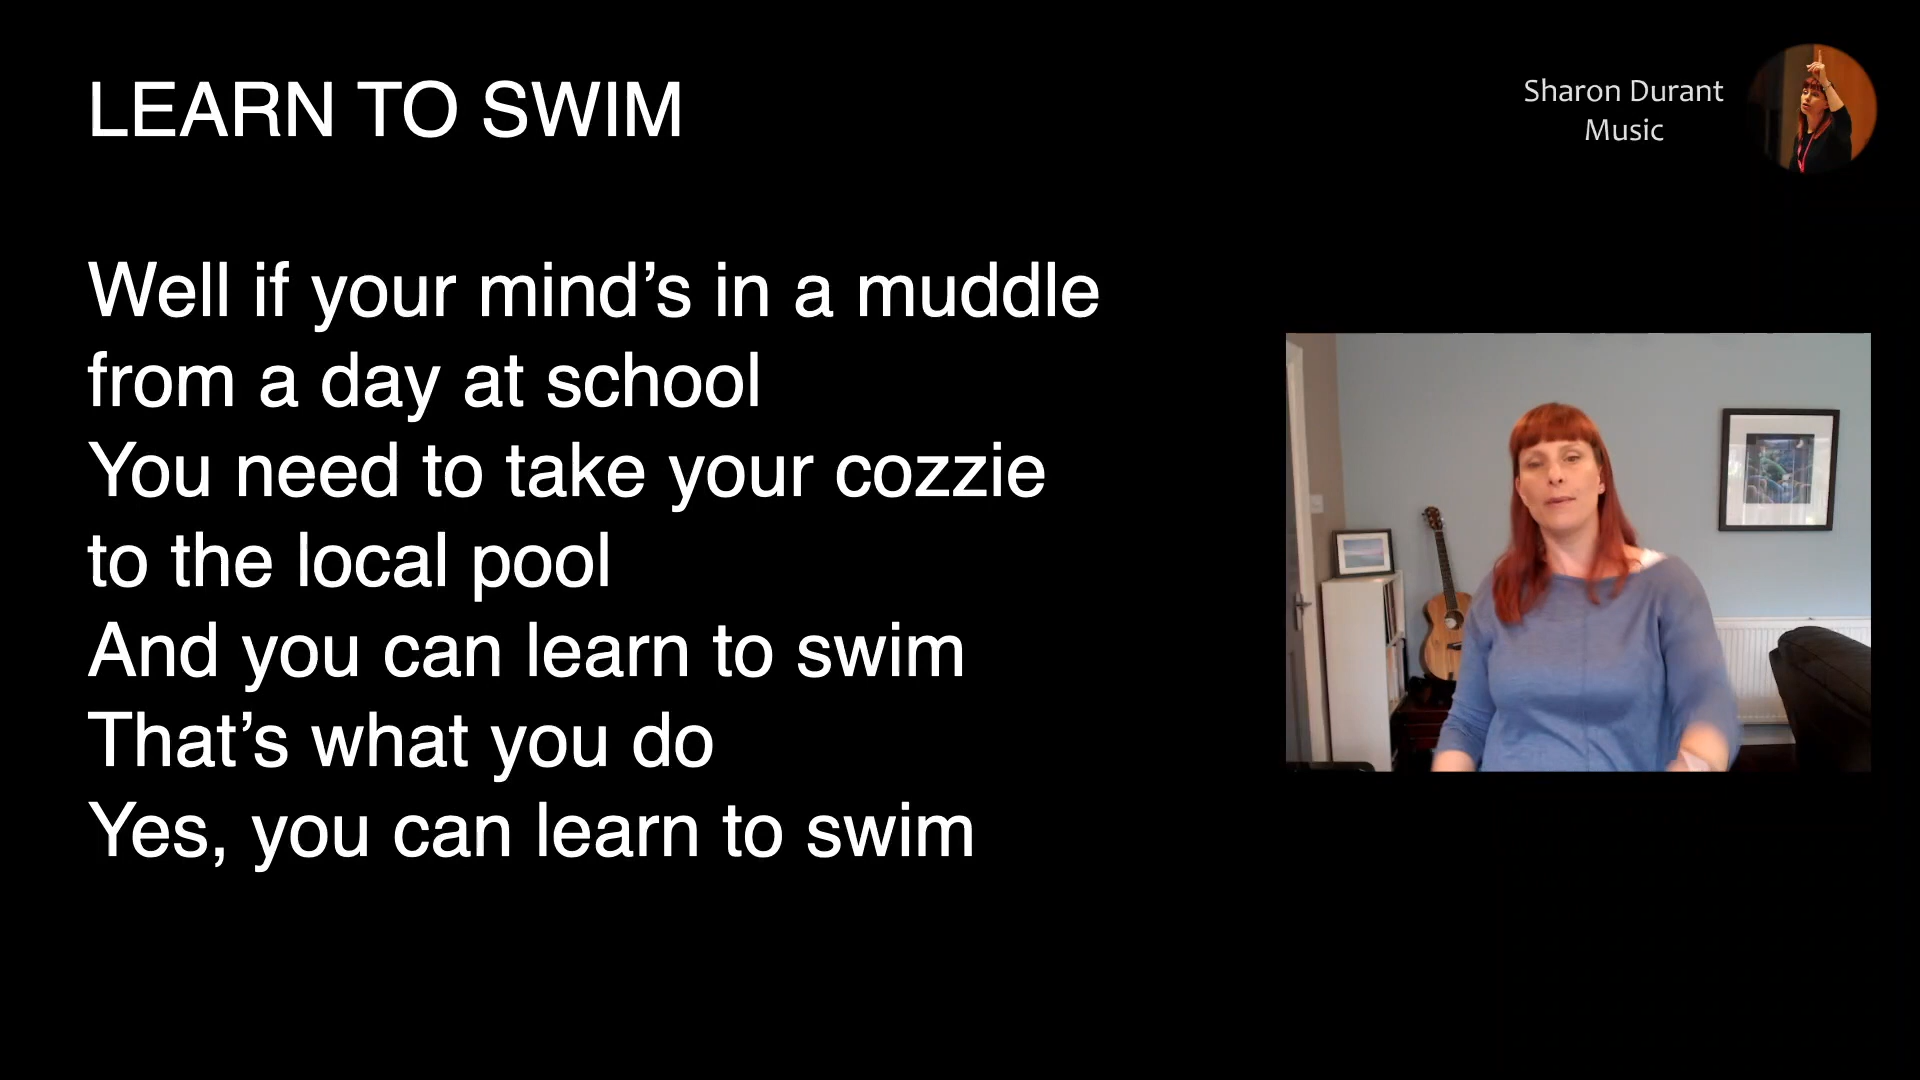 LEARN TO SWIM
Sharon Durant
Music
Well if your mind’s in a muddle
from a day at school
You need to take your cozzie
to the local pool
And you can learn to swim
That’s what you do
Yes, you can learn to swim